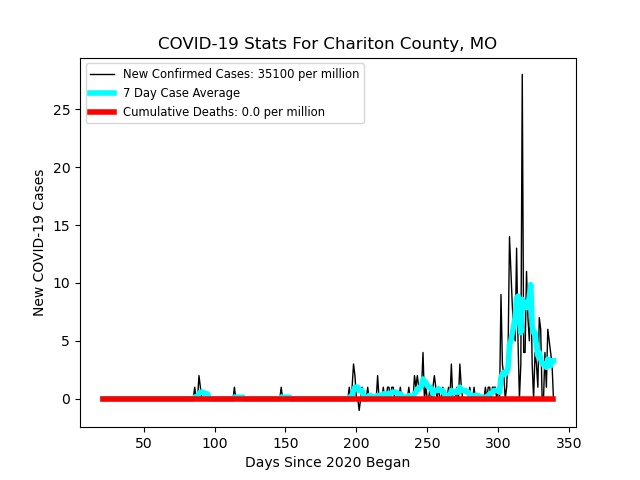 COVID-19 Stats For Chariton County, MO
New Confirmed Cases: 35100 per million
7 Day Case Average
Cumulative Deaths: 0.0 per million
New COVID-19 Cases
25
20
15
10
5
0
50 100 150 200 250 300 350
Days Since 2020 Began